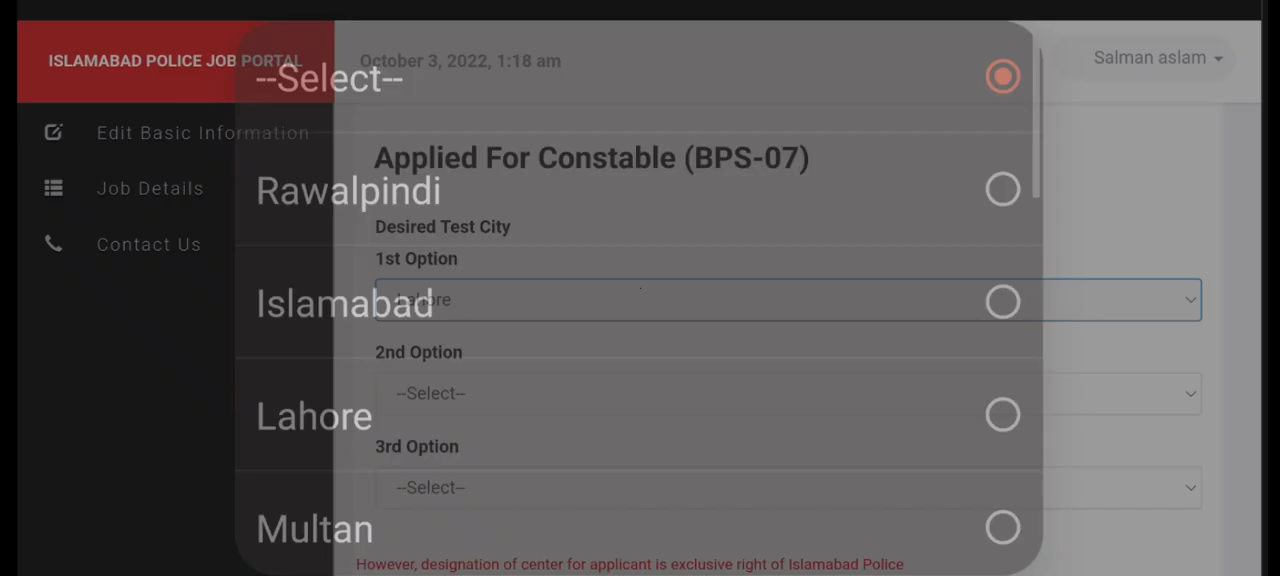 ISLAMABAD POLICE JOB PORTAL
October 3, 2022, 1:18 am
Salman aslam
--Select--
Edit Basic Information
Applied For Constable (BPS-07)
Job Details
Rawalpindi
Desired Test City
Contact Us
1st Option
Lahore
Islamabad
2nd Option
--Select--
Lahore
3rd Option
--Select--
Multan
However, designation of center for applicant is exclusive right of Islamabad Police